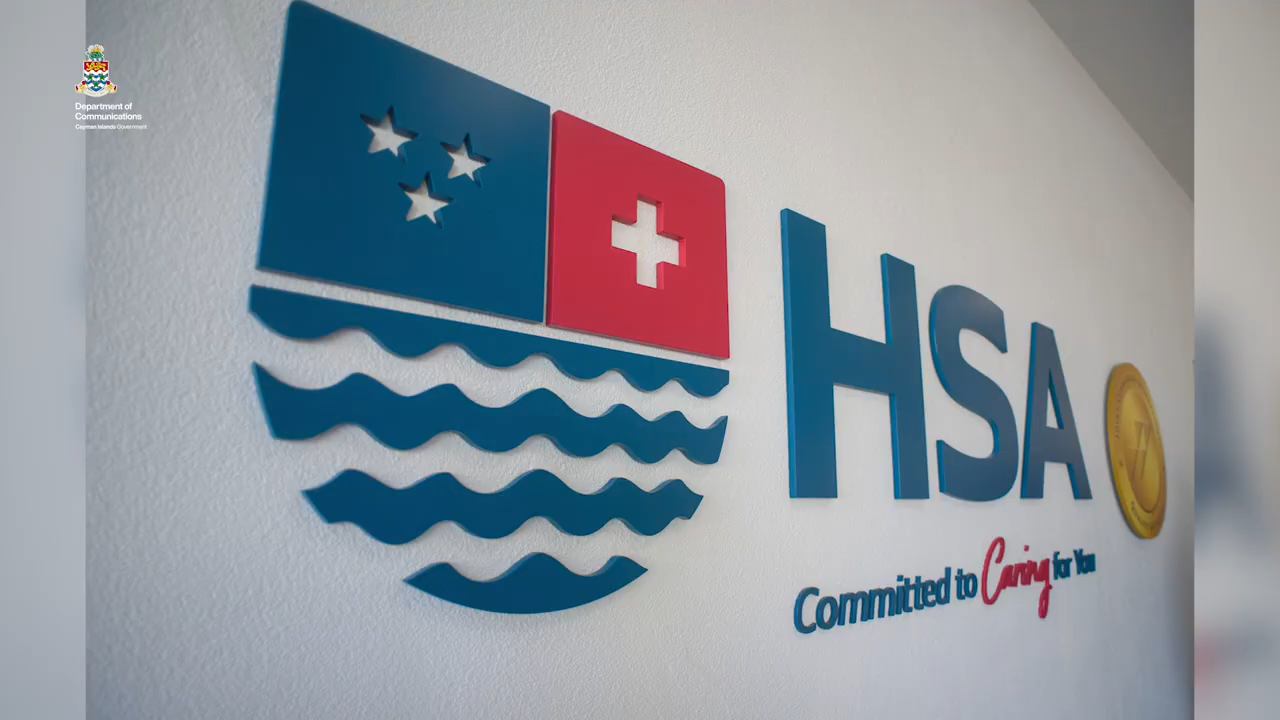 Department of
Communications
Cayman Islands Government
HSA
Committed to Caring for You